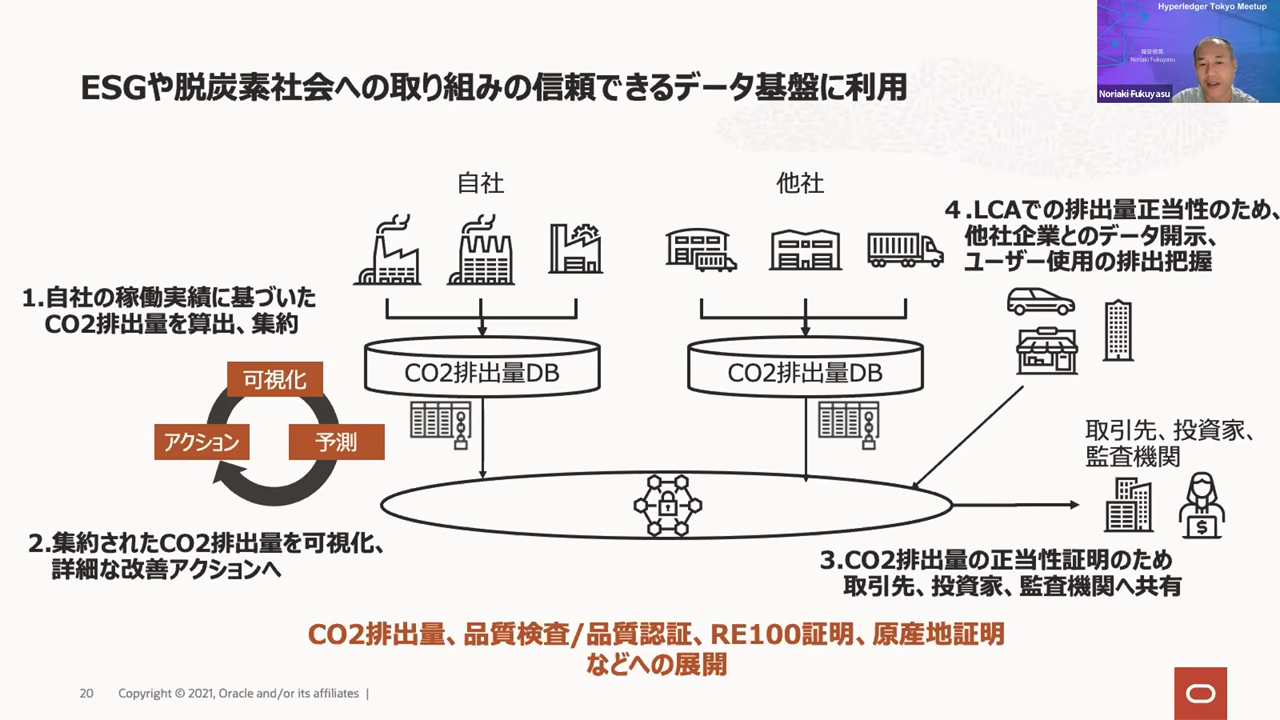 Hyperledger Tokyo Meetup
福安徳晃
Noriaki Fukuyasu
Noriaki Fukuyasu
ESGや脱炭素社会への取り組みの信頼できるデータ基盤に利用
自社
他社
4.LCAでの排出量正当性のため、
他社企業とのデータ開示、
ユーザー使用の排出把握
1.自社の稼働実績に基づいた
CO2排出量を算出、集約
CO2排出量DB
CO2排出量DB
可視化
アクション
予測
取引先、投資家、
監査機関
$
2.集約されたCO2排出量を可視化、
詳細な改善アクションへ
3.CO2排出量の正当性証明のため
取引先、投資家、監査機関へ共有
CO2排出量、品質検査/品質認証、RE100証明、原産地証明
などへの展開
20 Copyright © 2021, Oracle and/or its affiliates |